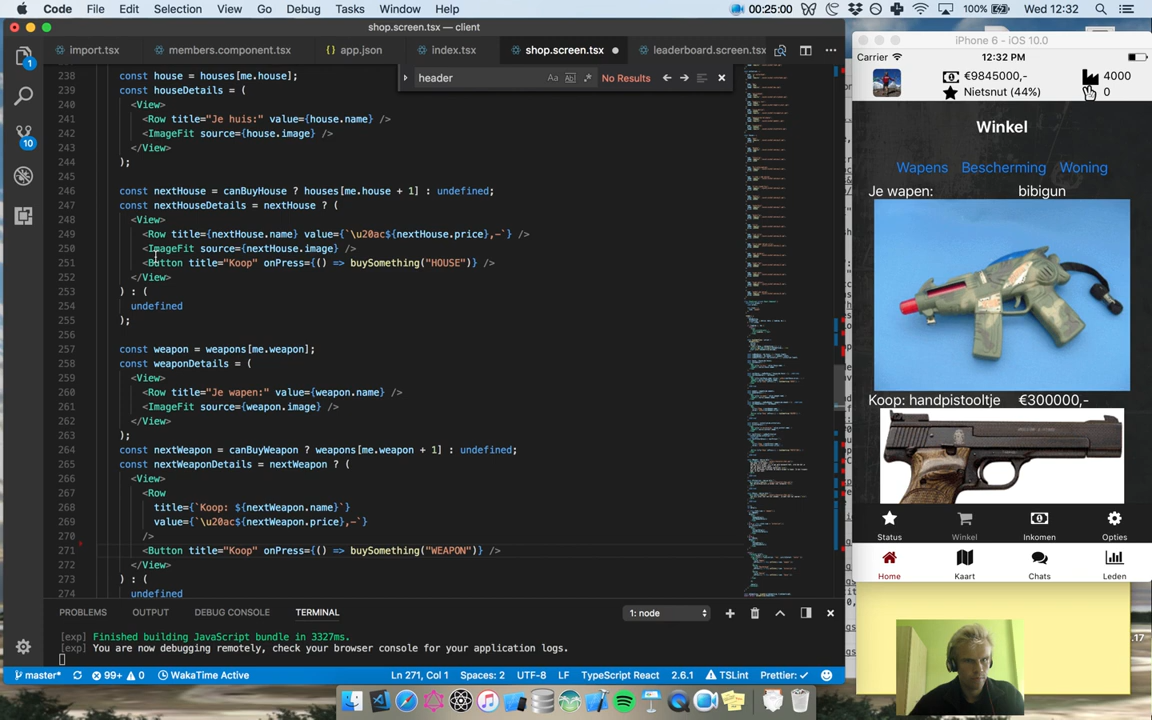 Code File Edit Selection View Go Debug Tasks Window Help 00:25:00 100% Wed 12:32
shop.screen.tsx — client
import.tsx members.component.tsx {} app.json index.tsx shop.screen.tsx leaderboard.screen.tsx
header Aa Abl No Results
238 const house = houses[me.house];
239 const houseDetails = (
240 <View>
241 <Row title="Je huis:" value={house.name} />
242 <ImageFit source={house.image} />
243 </View>
244 );
245
246 const nextHouse = canBuyHouse ? houses[me.house + 1] : undefined;
247 const nextHouseDetails = nextHouse ? (
248 <View>
249 <Row title={nextHouse.name} value={`\u20ac${nextHouse.price},-`} />
250 <ImageFit source={nextHouse.image} />
251 <Button title="Koop" onPress={() => buySomething("HOUSE")} />
252 </View>
253 ) : (
254 undefined
255 );
256
257 const weapon = weapons[me.weapon];
258 const weaponDetails = (
259 <View>
260 <Row title="Je wapen:" value={weapon.name} />
261 <ImageFit source={weapon.image} />
262 </View>
263 );
264 const nextWeapon = canBuyWeapon ? weapons[me.weapon + 1] : undefined;
265 const nextWeaponDetails = nextWeapon ? (
266 <View>
267 <Row
268 title={`Koop: ${nextWeapon.name}`}
269 value={`\u20ac${nextWeapon.price},-`}
270 />
271 <Button title="Koop" onPress={() => buySomething("WEAPON")} />
272 </View>
273 ) : (
274 undefined
PROBLEMS OUTPUT DEBUG CONSOLE TERMINAL 1: node
[exp] Finished building JavaScript bundle in 3327ms.
[exp] You are now debugging remotely, check your browser console for your application logs.
master* 99+ 0 WakaTime Active Ln 271, Col 1 Spaces: 2 UTF-8 LF TypeScript React 2.6.1 TSLint Prettier: ✓
1
10
iPhone 6 – iOS 10.0
Carrier 12:32 PM
€9845000,- 4000
Nietsnut (44%) 0
Winkel
Wapens Bescherming Woning
Je wapen: bibigun
Koop: handpistooltje €300000,-
Status Winkel Inkomen Opties
Home Kaart Chats Leden
.17